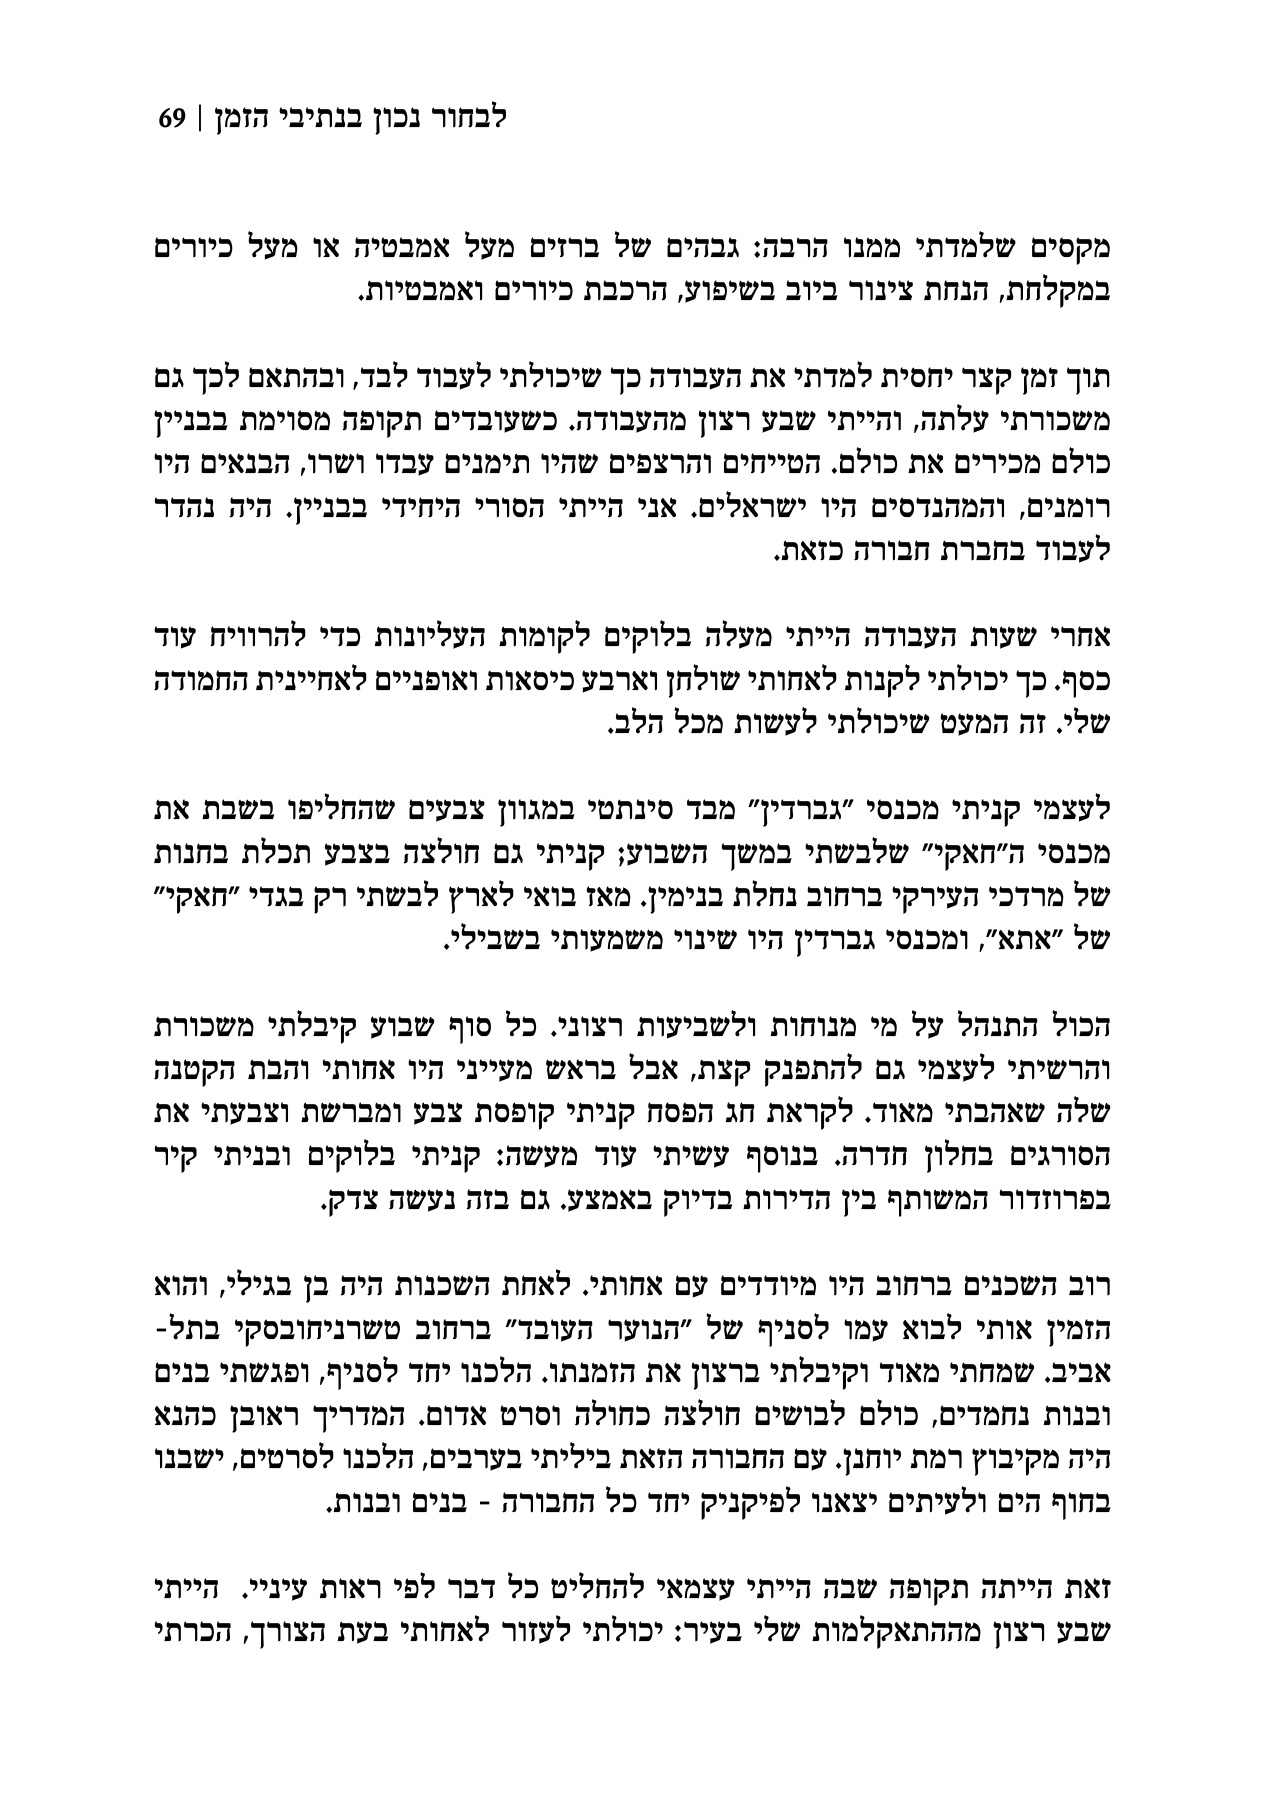 לבחור נכון בנתיבי הזמן | 69
מקסים שלמדתי ממנו הרבה: גבהים של ברזים מעל אמבטיה או מעל כיורים
במקלחת, הנחת צינור ביוב בשיפוע, הרכבת כיורים ואמבטיות.
תוך זמן קצר יחסית למדתי את העבודה כך שיכולתי לעבוד לבד, ובהתאם לכך גם
משכורתי עלתה, והייתי שבע רצון מהעבודה. כשעובדים תקופה מסוימת בבניין
כולם מכירים את כולם. הטייחים והרצפים שהיו תימנים עבדו ושרו, הבנאים היו
רומנים, והמהנדסים היו ישראלים. אני הייתי הסורי היחידי בבניין. היה נהדר
לעבוד בחברת חבורה כזאת.
אחרי שעות העבודה הייתי מעלה בלוקים לקומות העליונות כדי להרוויח עוד
כסף. כך יכולתי לקנות לאחותי שולחן וארבע כיסאות ואופניים לאחיינית החמודה
שלי. זה המעט שיכולתי לעשות מכל הלב.
לעצמי קניתי מכנסי "גברדין" מבד סינתטי במגוון צבעים שהחליפו בשבת את
מכנסי ה"חאקי" שלבשתי במשך השבוע; קניתי גם חולצה בצבע תכלת בחנות
של מרדכי העירקי ברחוב נחלת בנימין. מאז בואי לארץ לבשתי רק בגדי "חאקי"
של "אתא", ומכנסי גברדין היו שינוי משמעותי בשבילי.
הכול התנהל על מי מנוחות ולשביעות רצוני. כל סוף שבוע קיבלתי משכורת
והרשיתי לעצמי גם להתפנק קצת, אבל בראש מעייני היו אחותי והבת הקטנה
שלה שאהבתי מאוד. לקראת חג הפסח קניתי קופסת צבע ומברשת וצבעתי את
הסורגים בחלון חדרה. בנוסף עשיתי עוד מעשה: קניתי בלוקים ובניתי קיר
בפרוזדור המשותף בין הדירות בדיוק באמצע. גם בזה נעשה צדק.
רוב השכנים ברחוב היו מיודדים עם אחותי. לאחת השכנות היה בן בגילי, והוא
הזמין אותי לבוא עמו לסניף של "הנוער העובד" ברחוב טשרניחובסקי בתל-
אביב. שמחתי מאוד וקיבלתי ברצון את הזמנתו. הלכנו יחד לסניף, ופגשתי בנים
ובנות נחמדים, כולם לבושים חולצה כחולה וסרט אדום. המדריך ראובן כהנא
היה מקיבוץ רמת יוחנן. עם החבורה הזאת ביליתי בערבים, הלכנו לסרטים, ישבנו
בחוף הים ולעיתים יצאנו לפיקניק יחד כל החבורה - בנים ובנות.
זאת הייתה תקופה שבה הייתי עצמאי להחליט כל דבר לפי ראות עיניי. הייתי
שבע רצון מההתאקלמות שלי בעיר: יכולתי לעזור לאחותי בעת הצורך, הכרתי